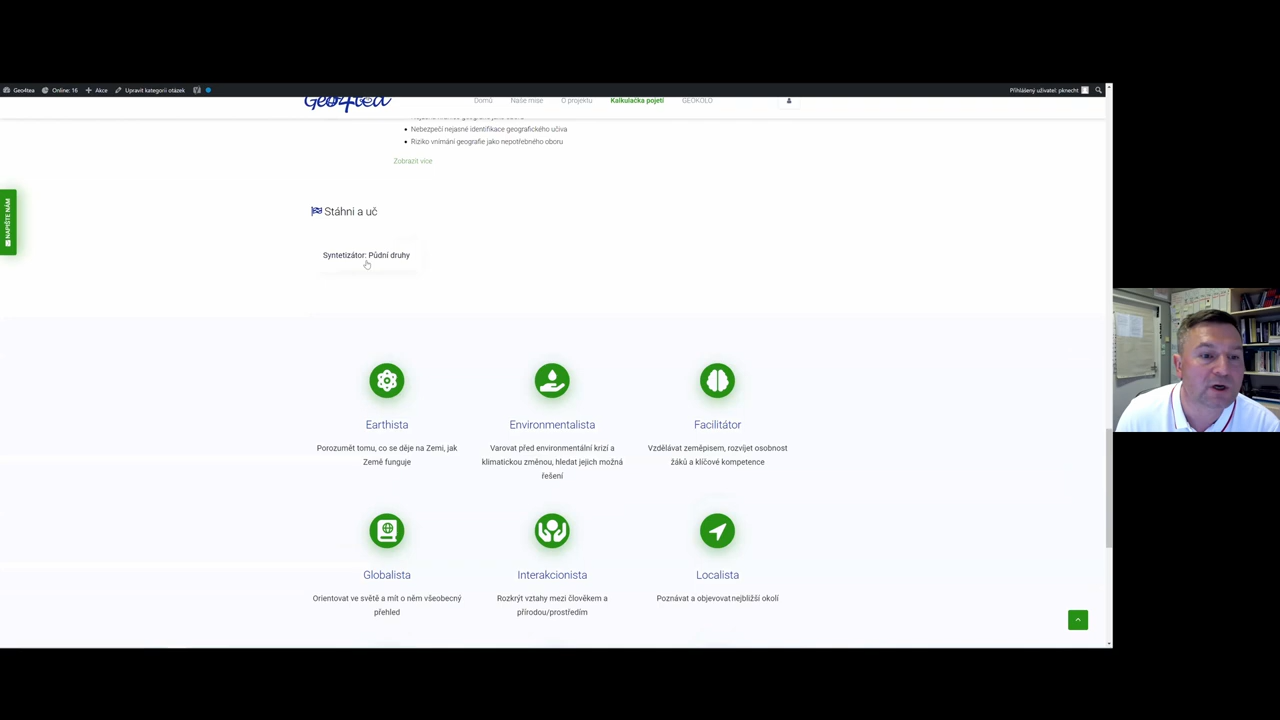 Geo4tea Online: 16 Akce Upravit kategorii otázek Přihlášený uživatel: pknecht
Geo4tea Domů Naše mise O projektu Kalkulačka pojetí GEOKOLO
Nebezpečí nejasné identifikace geografického učiva
Riziko vnímání geografie jako nepotřebného oboru
Zobrazit více
NAPIŠTE NÁM
Stáhni a uč
Syntetizátor: Půdní druhy
Earthista
Environmentalista
Facilitátor
Porozumět tomu, co se děje na Zemi, jak
Země funguje
Varovat před environmentální krizí a
klimatickou změnou, hledat jejich možná
řešení
Vzdělávat zeměpisem, rozvíjet osobnost
žáků a klíčové kompetence
Globalista
Interakcionista
Localista
Orientovat ve světě a mít o něm všeobecný
přehled
Rozkrýt vztahy mezi člověkem a
přírodou/prostředím
Poznávat a objevovat nejbližší okolí